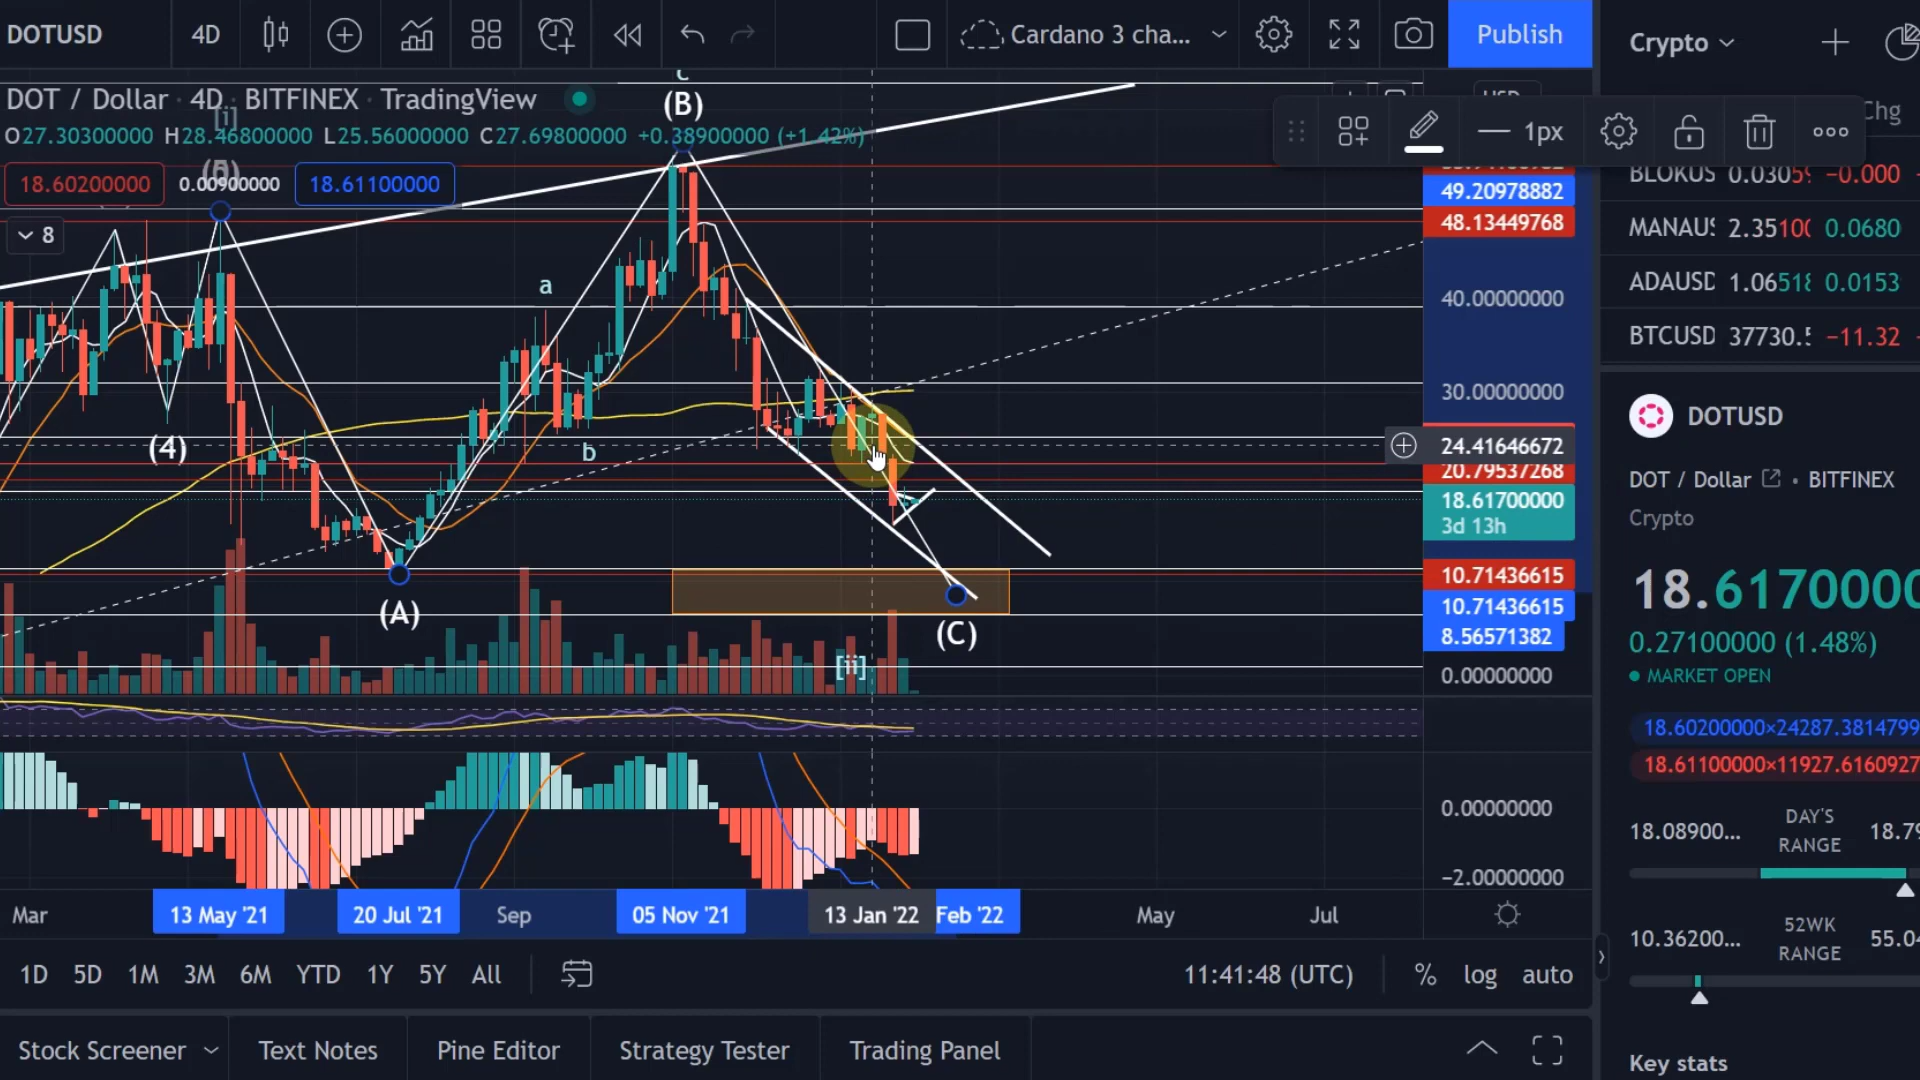 DOTUSD
4D
Cardano 3 cha...
Publish
Crypto
DOT / Dollar · 4D · BITFINEX · TradingView
O27.30300000 H28.46800000 L25.56000000 C27.69800000 +0.38900000 (+1.42%)
18.60200000
0.00900000
18.61100000
8
[i]
c
(B)
a
b
(4)
(A)
(C)
[ii]
1px
Chg
49.20978882
48.13449768
40.00000000
30.00000000
24.41646672
20.79537268
18.61700000
3d 13h
10.71436615
10.71436615
8.56571382
0.00000000
0.00000000
−2.00000000
Mar
13 May '21
20 Jul '21
Sep
05 Nov '21
13 Jan '22
Feb '22
May
Jul
1D
5D
1M
3M
6M
YTD
1Y
5Y
All
11:41:48 (UTC)
%
log
auto
Stock Screener
Text Notes
Pine Editor
Strategy Tester
Trading Panel
BLOKUS 0.0305 −0.000
MANAUS 2.35100 0.0680
ADAUSD 1.06518 0.0153
BTCUSD 37730.5 −11.32
DOTUSD
DOT / Dollar · BITFINEX
Crypto
18.61700000
0.27100000 (1.48%)
MARKET OPEN
18.60200000×24287.3814799
18.61100000×11927.6160927
18.08900...
DAY'S
RANGE
18.79
10.36200...
52WK
RANGE
55.04
Key stats